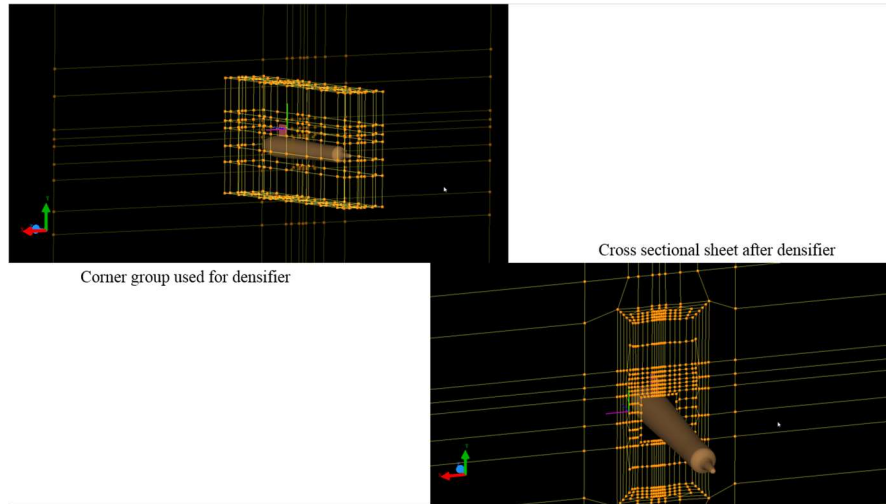 Cross sectional sheet after densifier
Corner group used for densifier